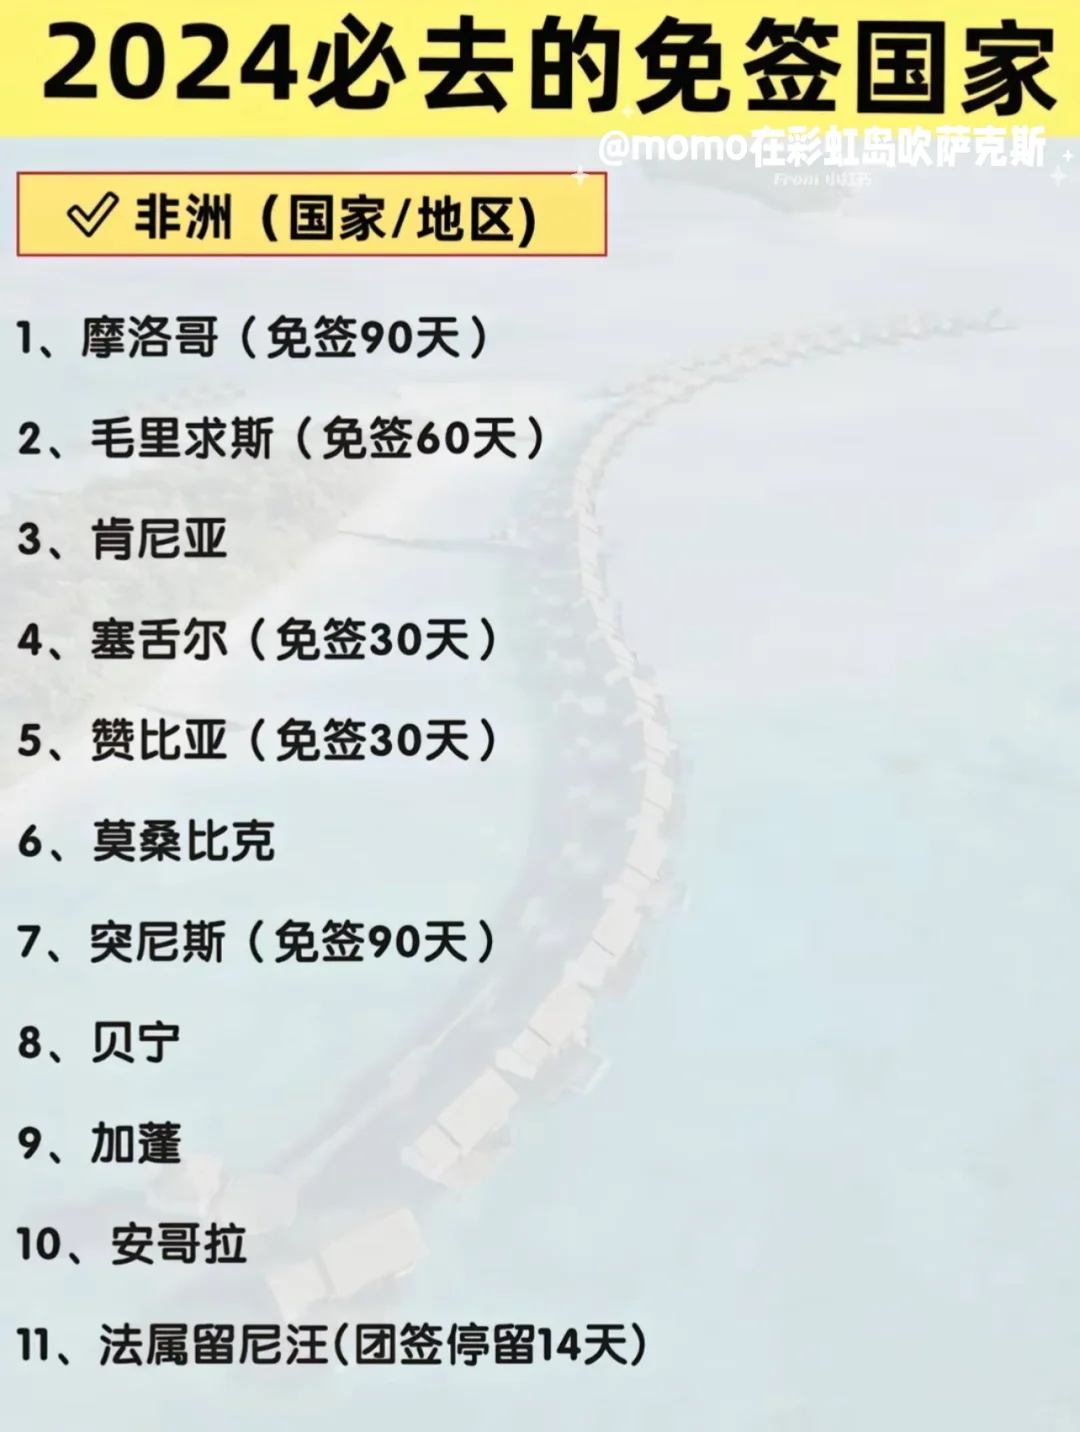 2024必去的免签国家
@momo在彩虹岛吹萨克斯
From 小红书
非洲（国家/地区)
1、摩洛哥（免签90天）
2、毛里求斯（免签60天）
3、肯尼亚
4、塞舌尔（免签30天）
5、赞比亚（免签30天）
6、莫桑比克
7、突尼斯（免签90天）
8、贝宁
9、加蓬
10、安哥拉
11、法属留尼汪(团签停留14天)